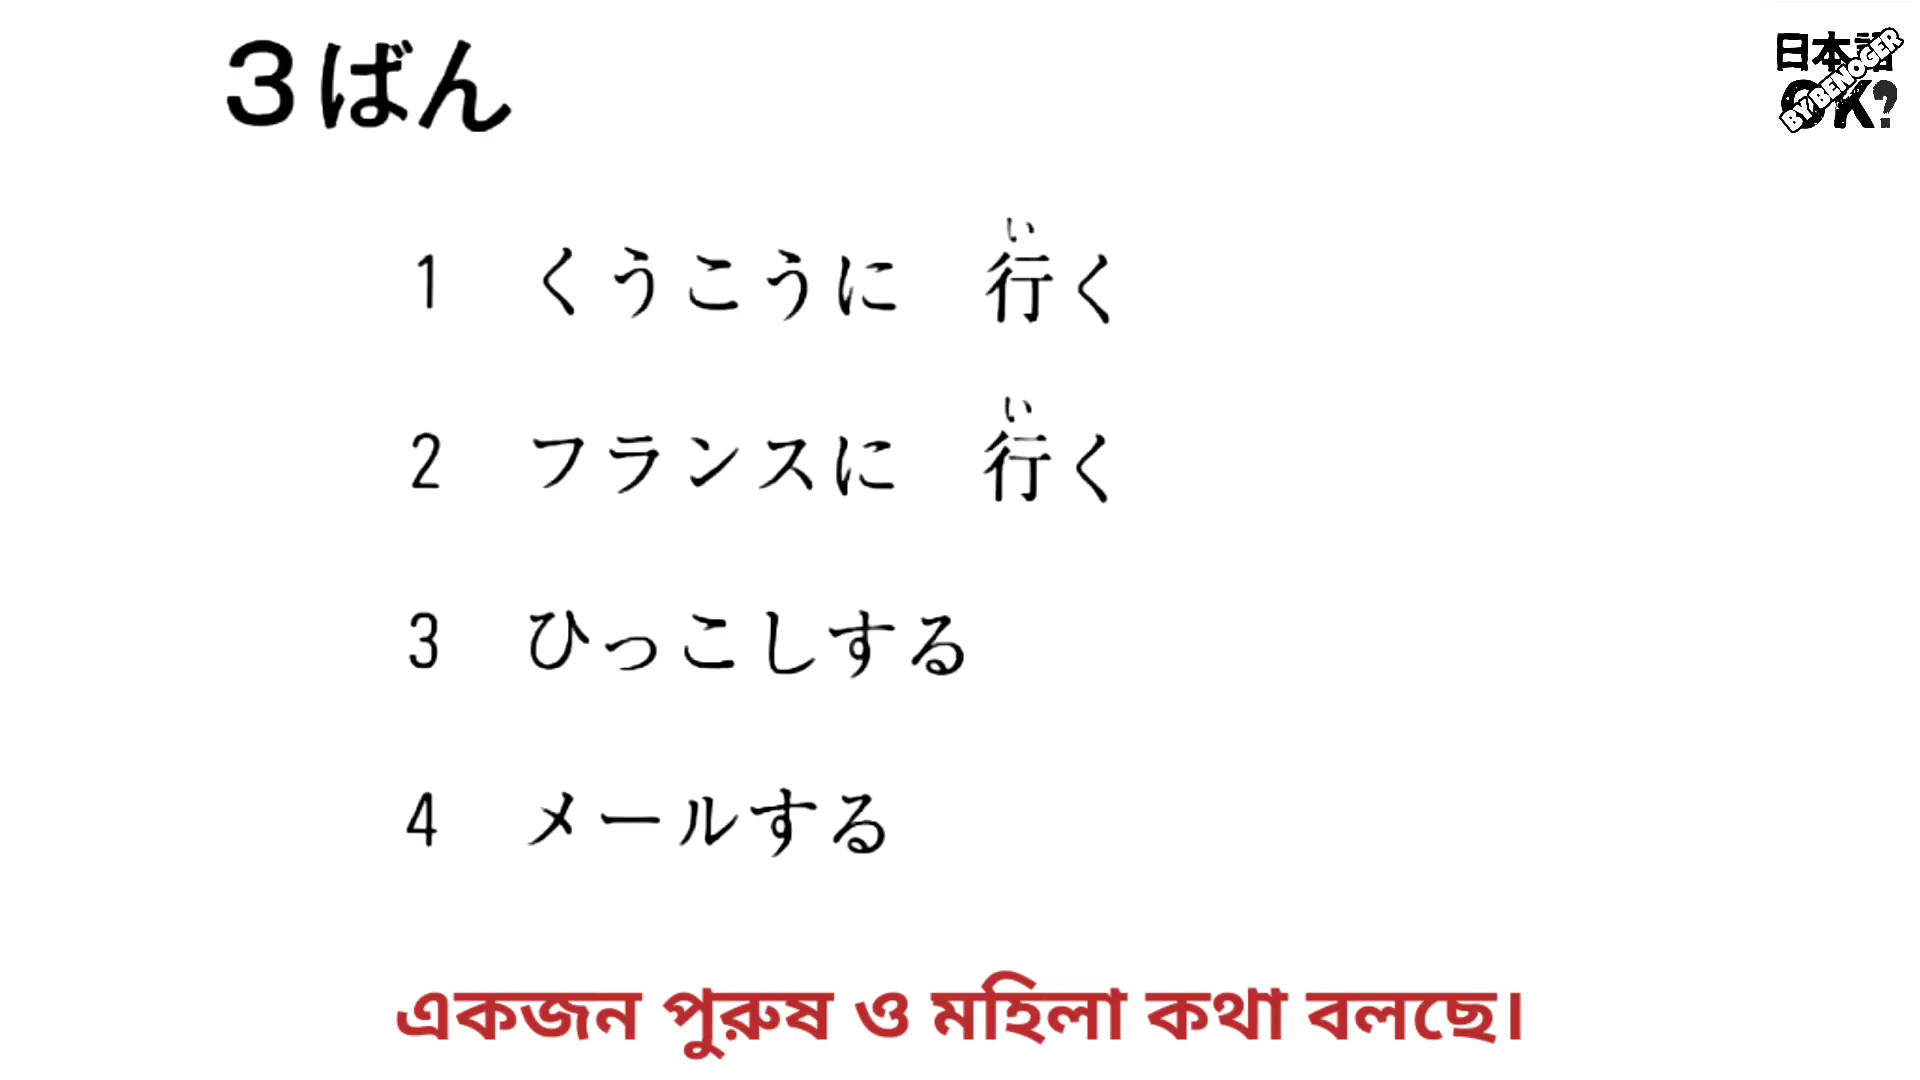 ３ばん
日本語
OK?
BY BENOGER
1 くうこうに 行く
2 フランスに 行く
3 ひっこしする
4 メールする
একজন পুরুষ ও মহিলা কথা বলছে।